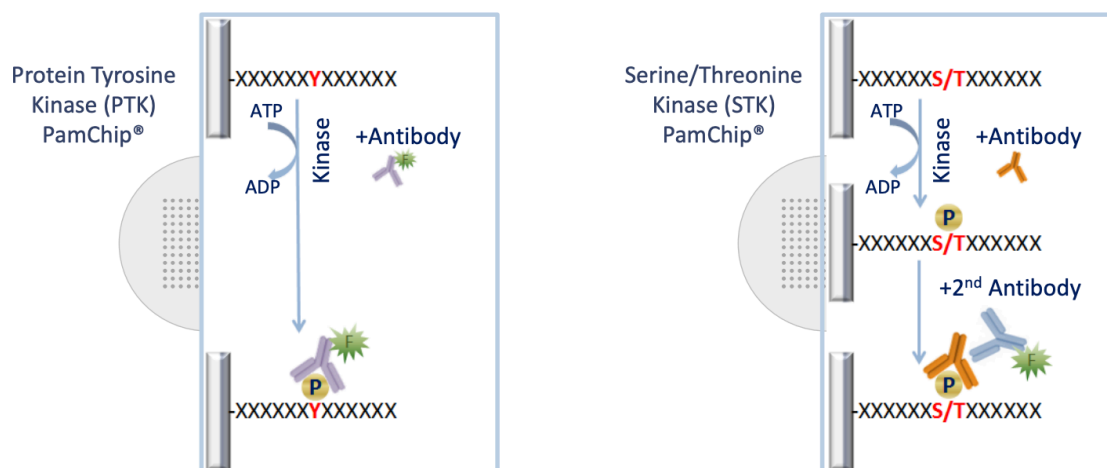 Protein Tyrosine
Kinase (PTK)
PamChip®
-XXXXXXYXXXXXX
ATP
ADP
Kinase
+Antibody
F
F
P
-XXXXXXYXXXXXX
Serine/Threonine
Kinase (STK)
PamChip®
-XXXXXXS/TXXXXXX
ATP
ADP
Kinase
+Antibody
P
-XXXXXXS/TXXXXXX
+2nd Antibody
F
P
-XXXXXXS/TXXXXXX